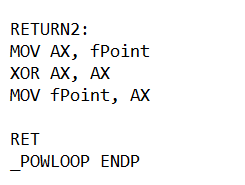 RETURN2:
MOV AX, fPoint
XOR AX, AX
MOV fPoint, AX
RET
_POWLOOP ENDP